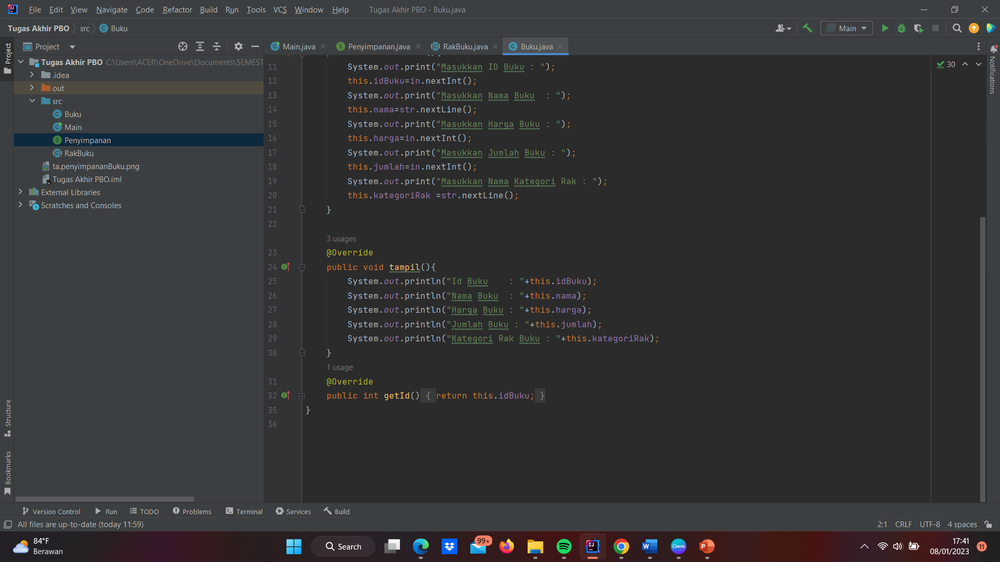 File Edit View Navigate Code Refactor Build Run Tools VCS Window Help Tugas Akhir PBO - Buku.java
Tugas Akhir PBO src Buku
Main
Project
Main.java Penyimpanan.java RakBuku.java Buku.java
Project
Notifications
Structure
Bookmarks
Tugas Akhir PBO C:\Users\ACER\OneDrive\Documents\SEMEST
.idea
out
src
Buku
Main
Penyimpanan
RakBuku
ta.penyimpananBuku.png
Tugas Akhir PBO.iml
External Libraries
Scratches and Consoles
30
11 System.out.print("Masukkan ID Buku : ");
12 this.idBuku=in.nextInt();
13 System.out.print("Masukkan Nama Buku  : ");
14 this.nama=str.nextLine();
15 System.out.print("Masukkan Harga Buku : ");
16 this.harga=in.nextInt();
17 System.out.print("Masukkan Jumlah Buku : ");
18 this.jumlah=in.nextInt();
19 System.out.print("Masukkan Nama Kategori Rak : ");
20 this.kategoriRak =str.nextLine();
21 }
22
3 usages
23 @Override
24 public void tampil(){
25 System.out.println("Id Buku    : "+this.idBuku);
26 System.out.println("Nama Buku  : "+this.nama);
27 System.out.println("Harga Buku : "+this.harga);
28 System.out.println("Jumlah Buku : "+this.jumlah);
29 System.out.println("Kategori Rak Buku : "+this.kategoriRak);
30 }
1 usage
31 @Override
32 public int getId() { return this.idBuku; }
35 }
36
Version Control Run TODO Problems Terminal Services Build
All files are up-to-date (today 11:59)
2:1 CRLF UTF-8 4 spaces
84°F
Berawan
Search
99+
17:41
08/01/2023
11